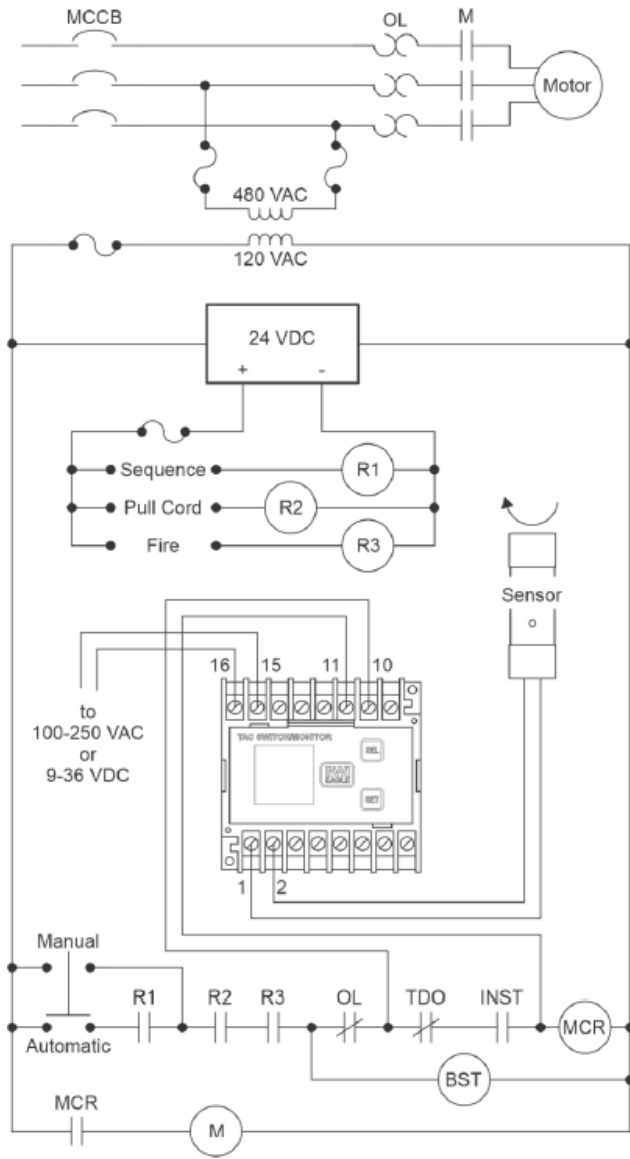 MCCB
OL
M
Motor
480 VAC
120 VAC
24 VDC
+ -
Sequence
R1
Pull Cord
R2
Fire
R3
Sensor
16 15 11 10
to
100-250 VAC
or
9-36 VDC
TAC SWITCH/MONITOR
SEL
EAGLE
SET
1 2
Manual
R1 R2 R3 OL TDO INST
MCR
Automatic
BST
MCR
M